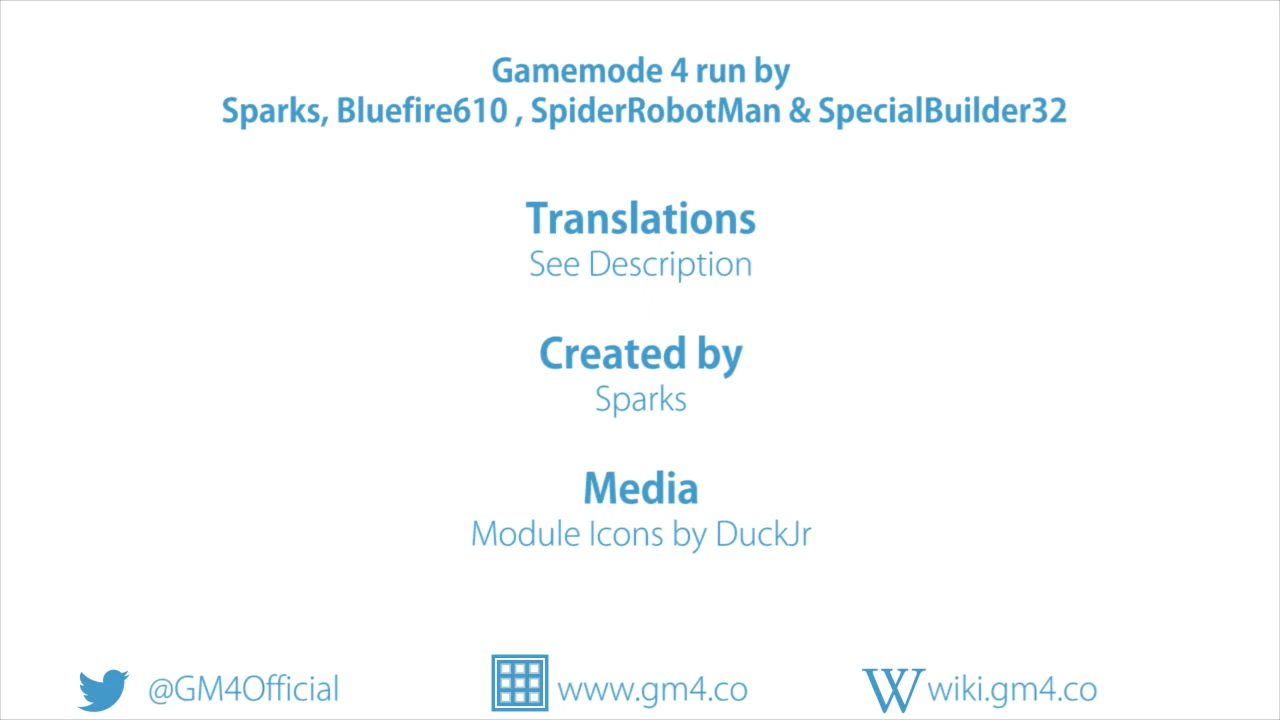 Gamemode 4 run by
Sparks, Bluefire610 , SpiderRobotMan & SpecialBuilder32
Translations
See Description
Created by
Sparks
Media
Module Icons by DuckJr
@GM4Official
www.gm4.co
W wiki.gm4.co